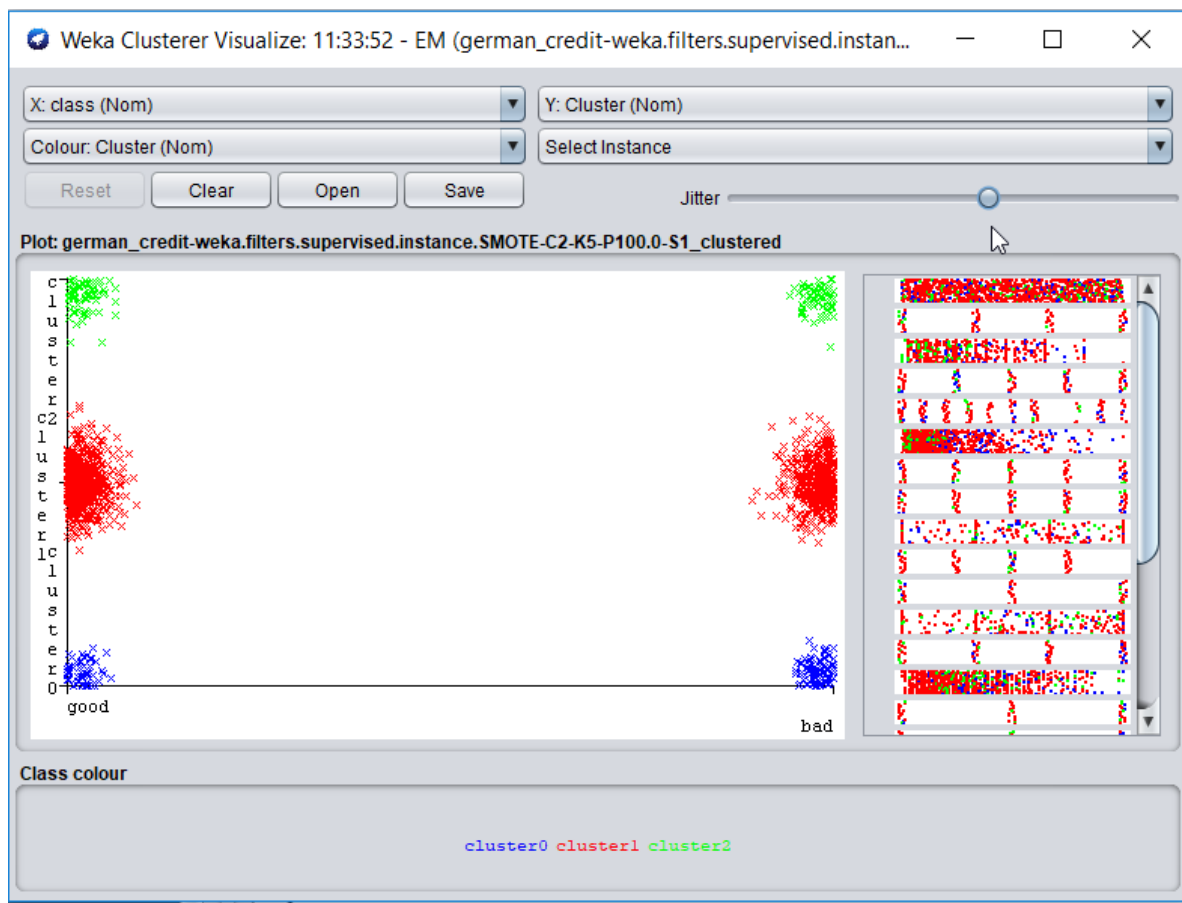 Weka Clusterer Visualize: 11:33:52 - EM (german_credit-weka.filters.supervised.instan...
X: class (Nom)
Y: Cluster (Nom)
Colour: Cluster (Nom)
Select Instance
Reset
Clear
Open
Save
Jitter
Plot: german_credit-weka.filters.supervised.instance.SMOTE-C2-K5-P100.0-S1_clustered
cluster2
cluster1
cluster0
good
bad
Class colour
cluster0 cluster1 cluster2